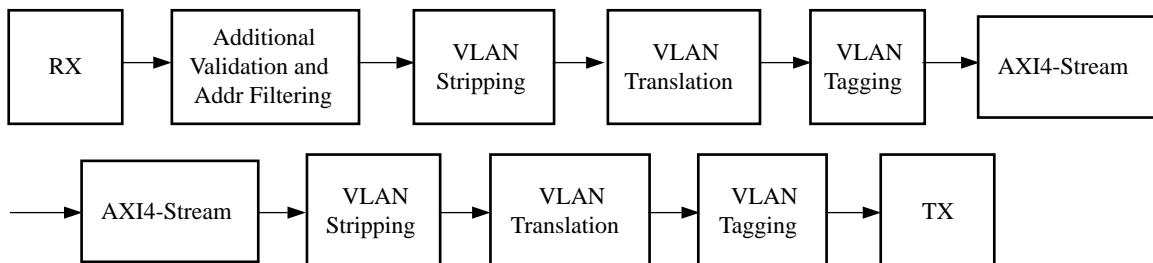 RX
Additional
Validation and
Addr Filtering
VLAN
Stripping
VLAN
Translation
VLAN
Tagging
AXI4-Stream
AXI4-Stream
VLAN
Stripping
VLAN
Translation
VLAN
Tagging
TX